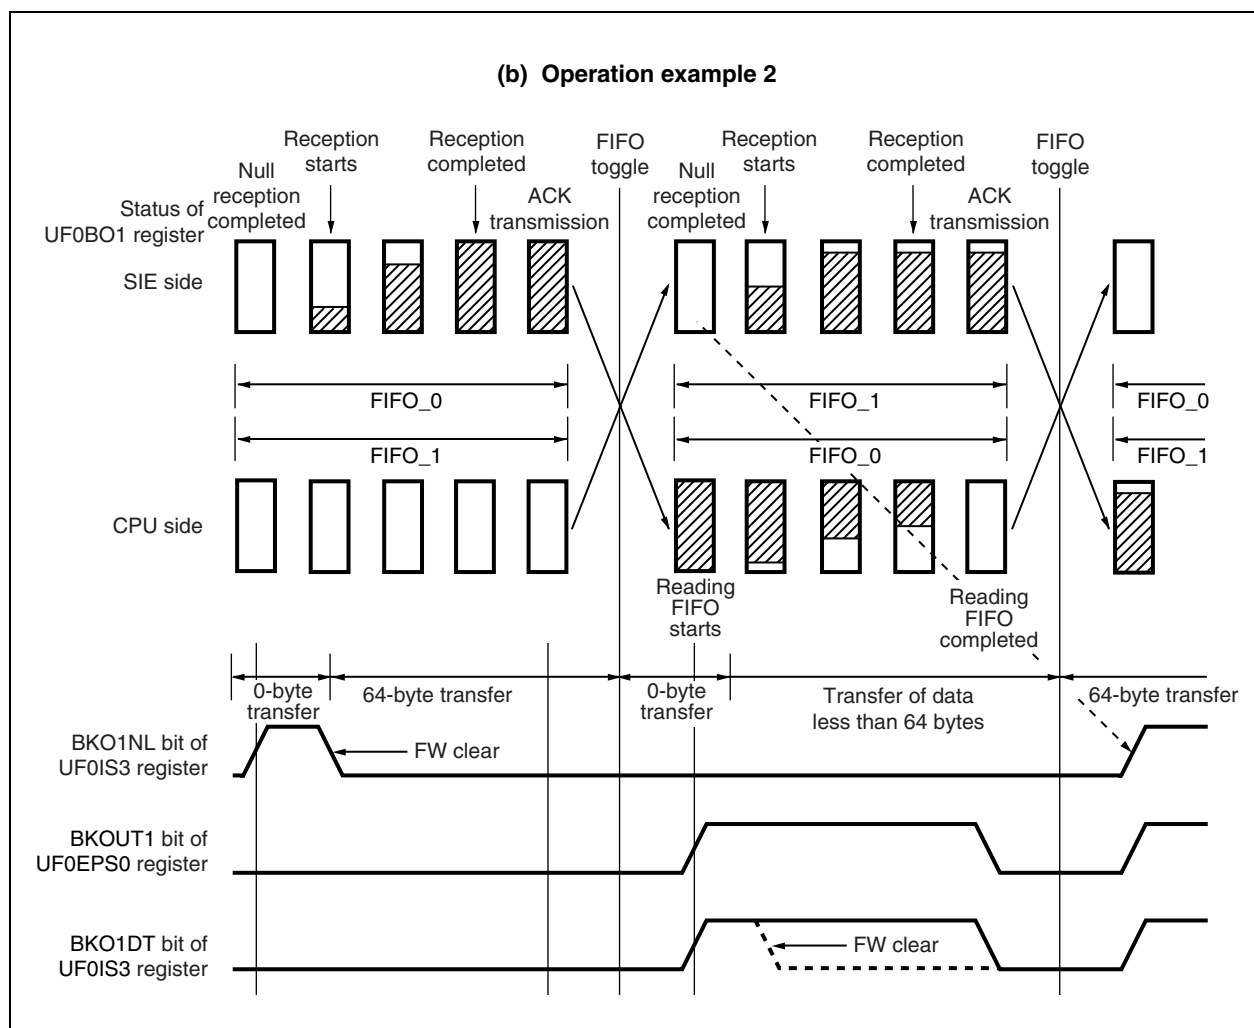 (b) Operation example 2
Null
reception
completed
Reception
starts
Reception
completed
ACK
transmission
FIFO
toggle
Null
reception
completed
Reception
starts
Reception
completed
ACK
transmission
FIFO
toggle
Status of
UF0BO1 register
SIE side
FIFO_0
FIFO_1
FIFO_0
FIFO_1
FIFO_0
FIFO_1
CPU side
Reading
FIFO
starts
Reading
FIFO
completed
0-byte
transfer
64-byte transfer
0-byte
transfer
Transfer of data
less than 64 bytes
64-byte transfer
BKO1NL bit of
UF0IS3 register
FW clear
BKOUT1 bit of
UF0EPS0 register
BKO1DT bit of
UF0IS3 register
FW clear